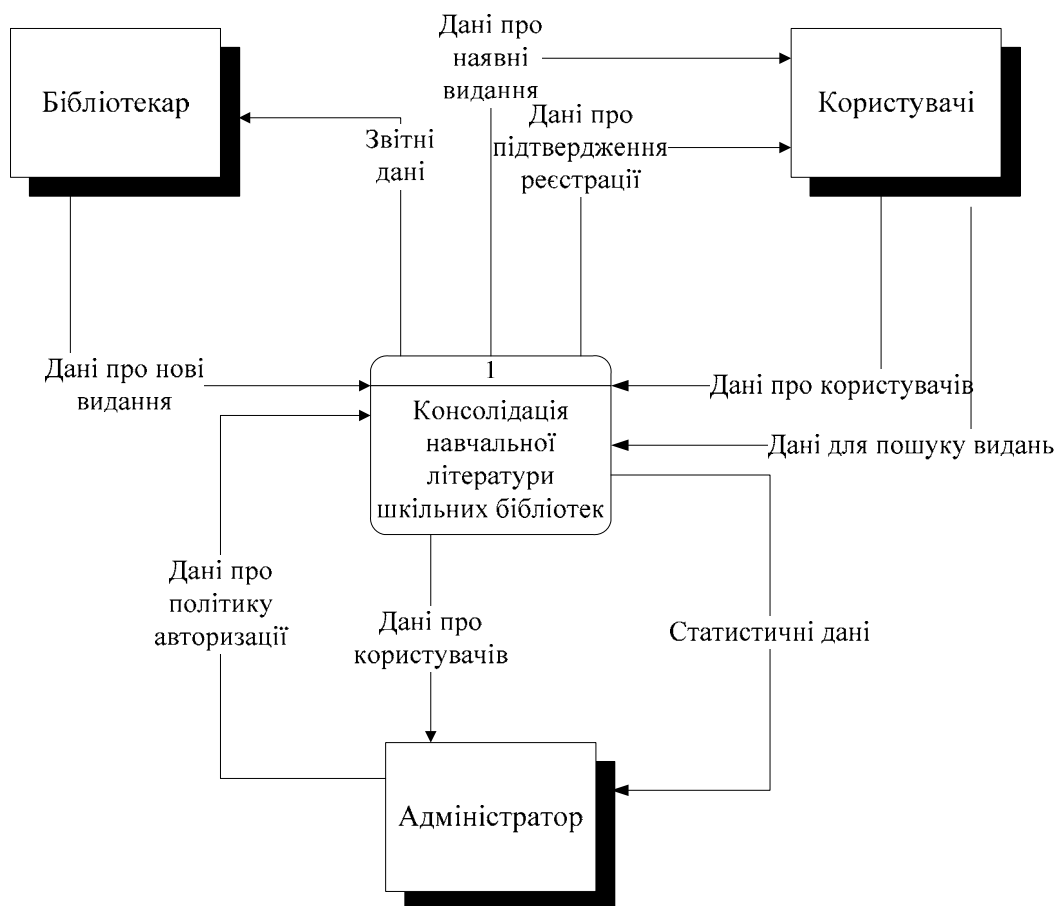 Бібліотекар
Звітні
дані
Дані про
наявні
видання
Дані про
підтвердження
реєстрації
Користувачі
Дані про нові
видання
1
Консолідація
навчальної
літератури
шкільних бібліотек
Дані про користувачів
Дані для пошуку видань
Дані про
політику
авторизації
Дані про
користувачів
Статистичні дані
Адміністратор